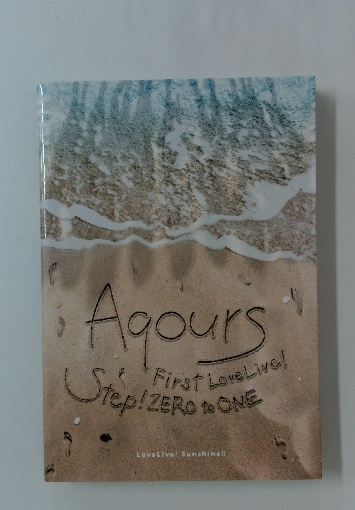 Aqours
First LoveLive!
Step! ZERO to ONE
LoveLive! Sunshine!!